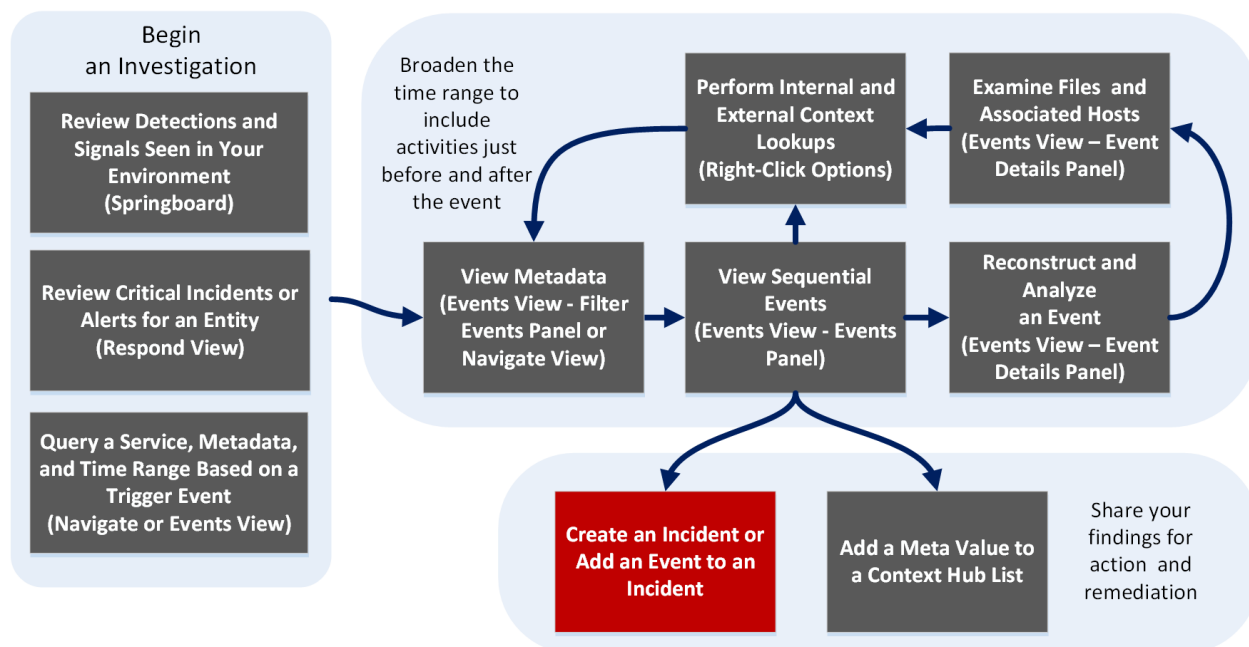 Begin
an Investigation
Review Detections and
Signals Seen in Your
Environment
(Springboard)
Review Critical Incidents or
Alerts for an Entity
(Respond View)
Query a Service, Metadata,
and Time Range Based on a
Trigger Event
(Navigate or Events View)
Broaden the
time range to
include
activities just
before and after
the event
Perform Internal and
External Context
Lookups
(Right-Click Options)
Examine Files and
Associated Hosts
(Events View – Event
Details Panel)
View Metadata
(Events View - Filter
Events Panel or
Navigate View)
View Sequential
Events
(Events View - Events
Panel)
Reconstruct and
Analyze
an Event
(Events View – Event
Details Panel)
Create an Incident or
Add an Event to an
Incident
Add a Meta Value to
a Context Hub List
Share your
findings for
action and
remediation